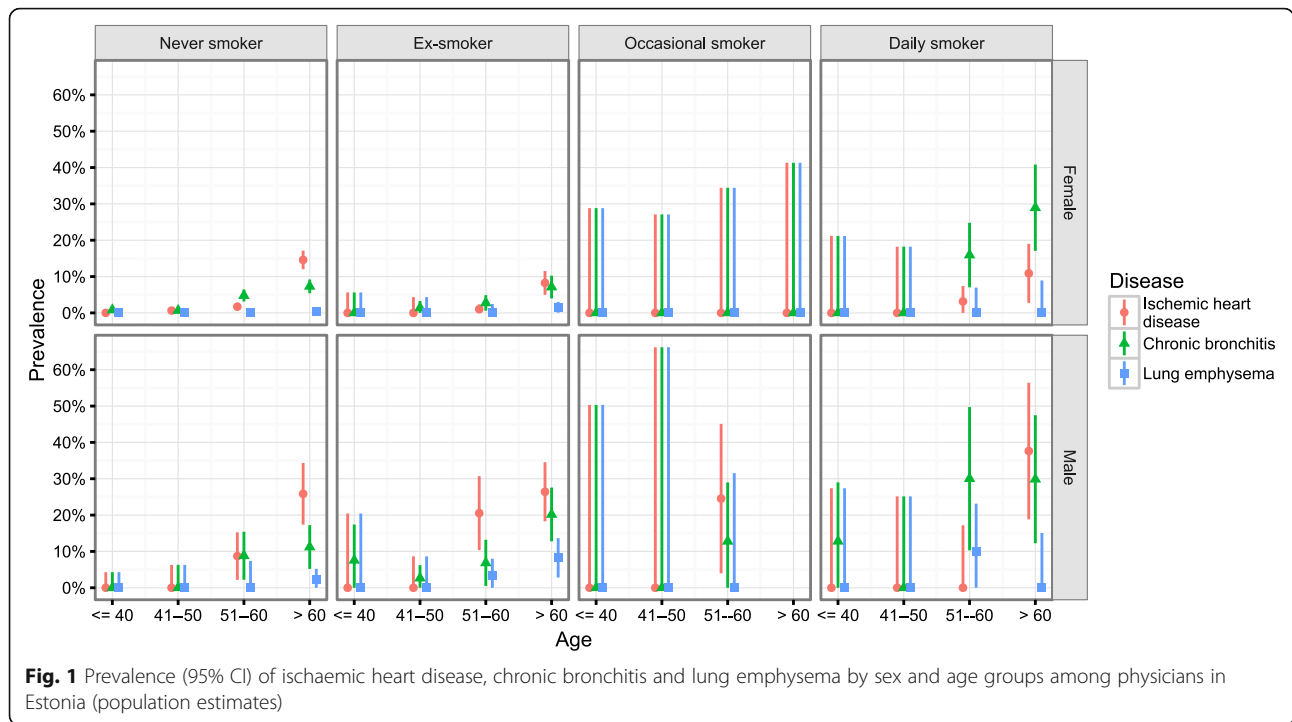 Never smoker Ex-smoker Occasional smoker Daily smoker
60%
50%
40%
30%
20%
10%
0%
Female
60%
50%
40%
30%
20%
10%
0%
Male
Prevalence
<= 40 41–50 51–60 > 60 <= 40 41–50 51–60 > 60 <= 40 41–50 51–60 > 60 <= 40 41–50 51–60 > 60
Age
Disease
Ischemic heart
disease
Chronic bronchitis
Lung emphysema
Fig. 1 Prevalence (95% CI) of ischaemic heart disease, chronic bronchitis and lung emphysema by sex and age groups among physicians in
Estonia (population estimates)